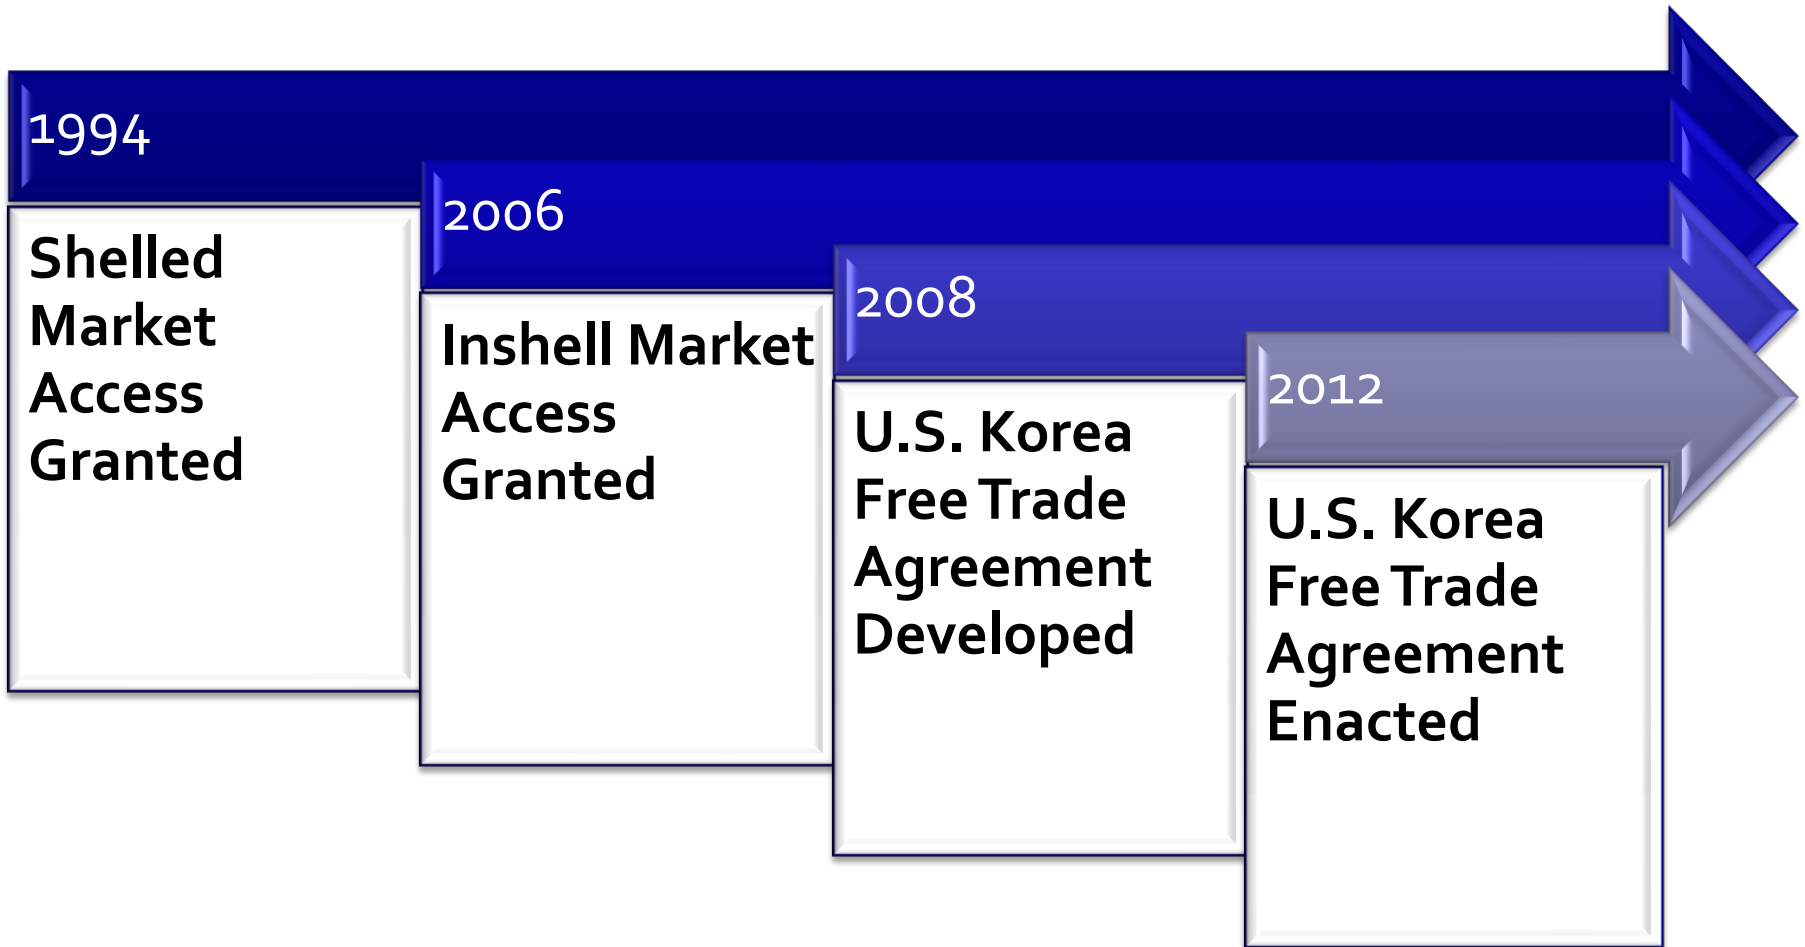 1994
Shelled
Market
Access
Granted
2006
Inshell Market
Access
Granted
2008
U.S. Korea
Free Trade
Agreement
Developed
2012
U.S. Korea
Free Trade
Agreement
Enacted